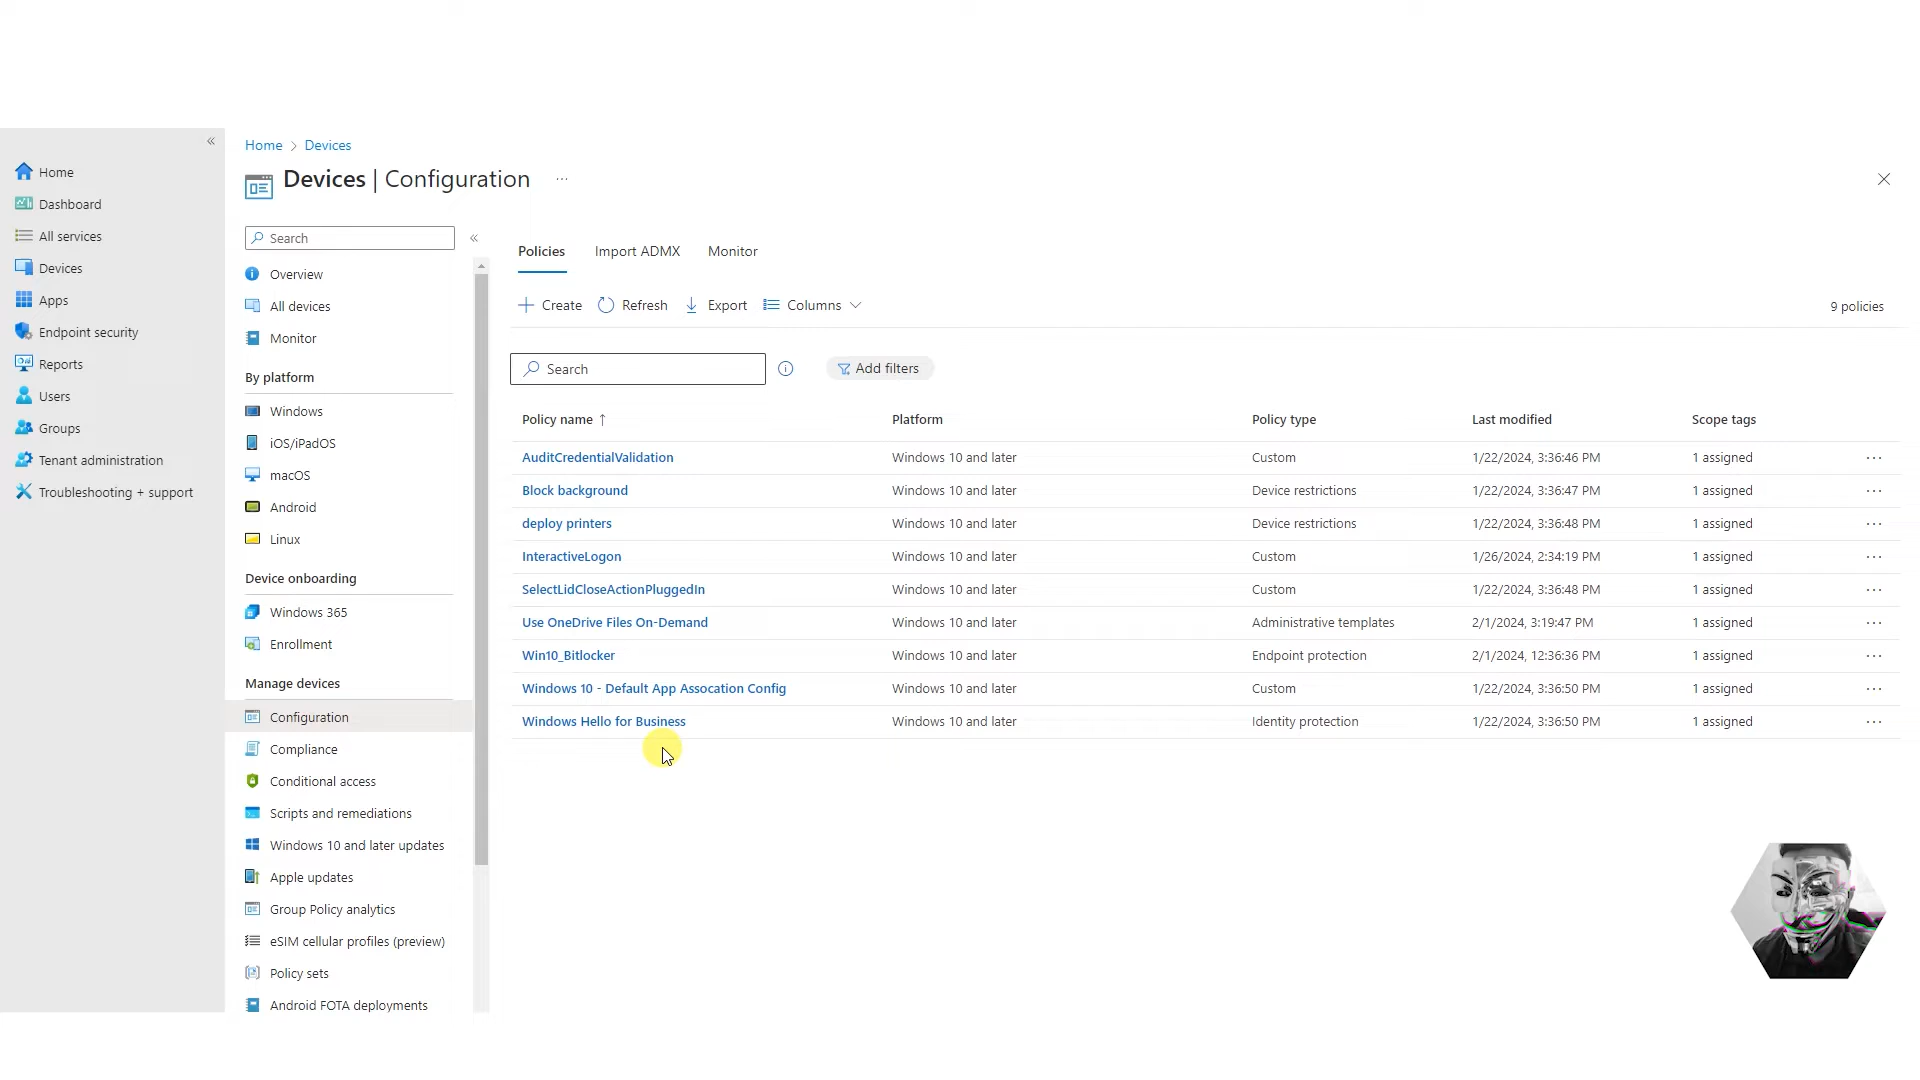 Home
Dashboard
All services
Devices
Apps
Endpoint security
Reports
Users
Groups
Tenant administration
Troubleshooting + support
Home > Devices
Devices | Configuration ...
Search
Overview
All devices
Monitor
By platform
Windows
iOS/iPadOS
macOS
Android
Linux
Device onboarding
Windows 365
Enrollment
Manage devices
Configuration
Compliance
Conditional access
Scripts and remediations
Windows 10 and later updates
Apple updates
Group Policy analytics
eSIM cellular profiles (preview)
Policy sets
Android FOTA deployments
Policies Import ADMX Monitor
Create Refresh Export Columns 9 policies
Search Add filters
Policy name ↑ Platform Policy type Last modified Scope tags
AuditCredentialValidation Windows 10 and later Custom 1/22/2024, 3:36:46 PM 1 assigned ...
Block background Windows 10 and later Device restrictions 1/22/2024, 3:36:47 PM 1 assigned ...
deploy printers Windows 10 and later Device restrictions 1/22/2024, 3:36:48 PM 1 assigned ...
InteractiveLogon Windows 10 and later Custom 1/26/2024, 2:34:19 PM 1 assigned ...
SelectLidCloseActionPluggedIn Windows 10 and later Custom 1/22/2024, 3:36:48 PM 1 assigned ...
Use OneDrive Files On-Demand Windows 10 and later Administrative templates 2/1/2024, 3:19:47 PM 1 assigned ...
Win10_Bitlocker Windows 10 and later Endpoint protection 2/1/2024, 12:36:36 PM 1 assigned ...
Windows 10 - Default App Assocation Config Windows 10 and later Custom 1/22/2024, 3:36:50 PM 1 assigned ...
Windows Hello for Business Windows 10 and later Identity protection 1/22/2024, 3:36:50 PM 1 assigned ...